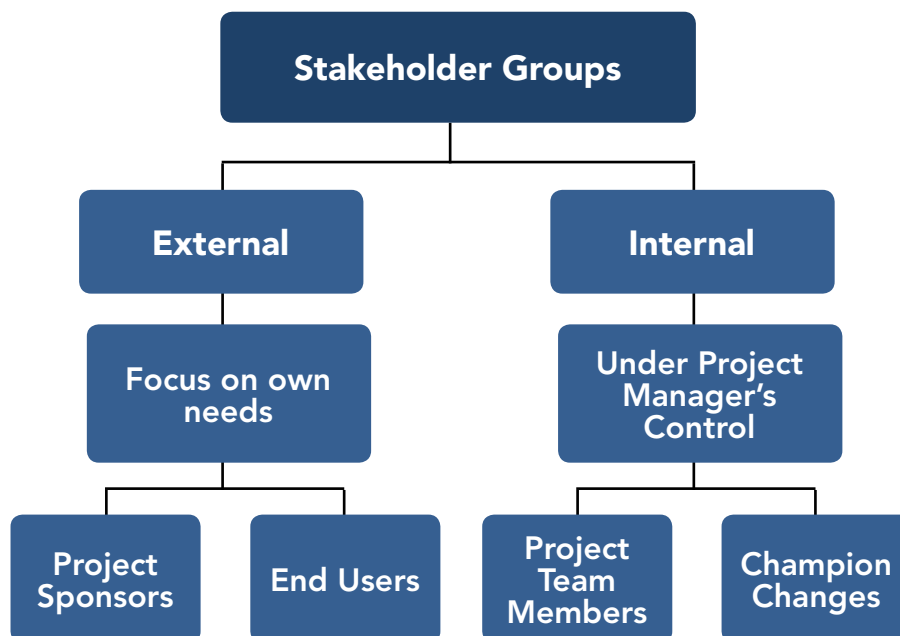 Stakeholder Groups
External
Internal
Focus on own
needs
Under Project
Manager’s
Control
Project
Sponsors
End Users
Project
Team
Members
Champion
Changes